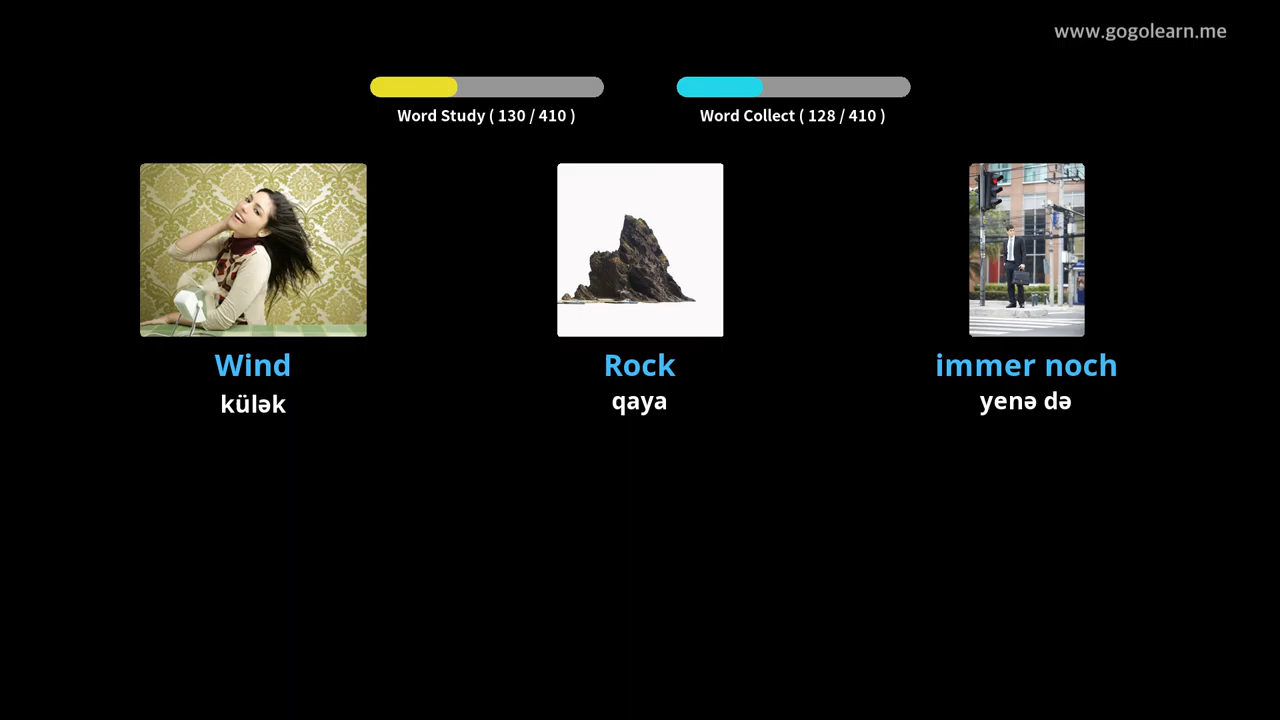 www.gogolearn.me
Word Study ( 130 / 410 )
Word Collect ( 128 / 410 )
Wind
külək
Rock
qaya
immer noch
yenə də